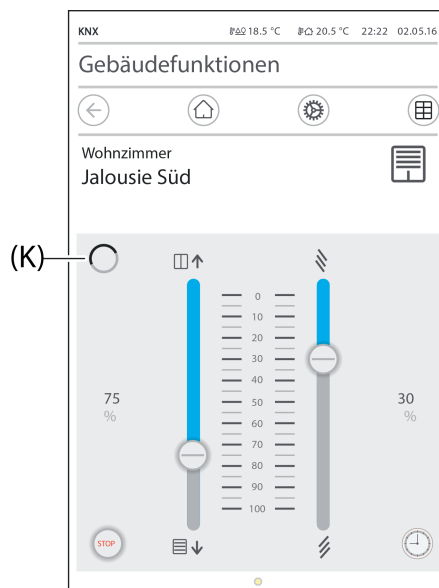 KNX 18.5 °C 20.5 °C 22:22 02.05.16
Gebäudefunktionen
Wohnzimmer
Jalousie Süd
(K)
0
10
20
30
40
75 % 50 30 %
60
70
80
90
100
STOP